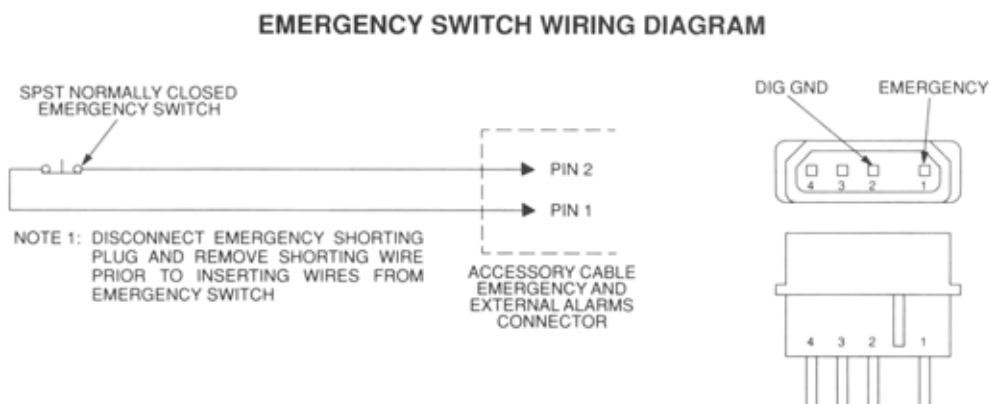 EMERGENCY SWITCH WIRING DIAGRAM
SPST NORMALLY CLOSED
EMERGENCY SWITCH
PIN 2
PIN 1
NOTE 1: DISCONNECT EMERGENCY SHORTING
PLUG AND REMOVE SHORTING WIRE
PRIOR TO INSERTING WIRES FROM
EMERGENCY SWITCH
ACCESSORY CABLE
EMERGENCY AND
EXTERNAL ALARMS
CONNECTOR
DIG GND
EMERGENCY
4 3 2 1
4 3 2 1